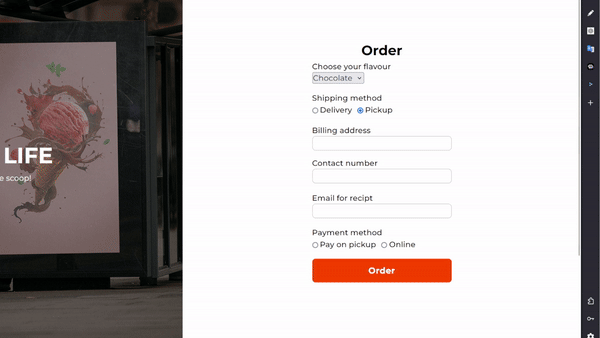 LIFE
e scoop!
Order
Choose your flavour
Chocolate
Shipping method
Delivery Pickup
Billing address
Contact number
Email for recipt
Payment method
Pay on pickup Online
Order